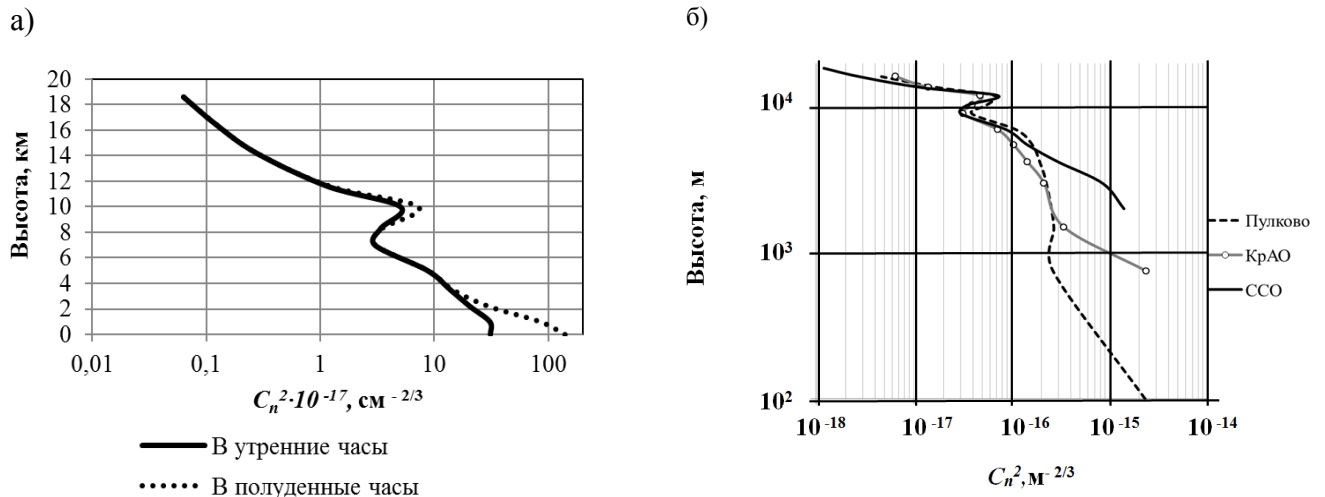 а)
20
18
16
14
12
10
8
6
4
2
0
Высота, км
0,01 0,1 1 10 100
Cₙ²·10⁻¹⁷, см⁻²/³
В утренние часы
В полуденные часы
б)
10⁴
10³
10²
Высота, м
10⁻¹⁸ 10⁻¹⁷ 10⁻¹⁶ 10⁻¹⁵ 10⁻¹⁴
Cₙ², м⁻²/³
Пулково
КрАО
ССО